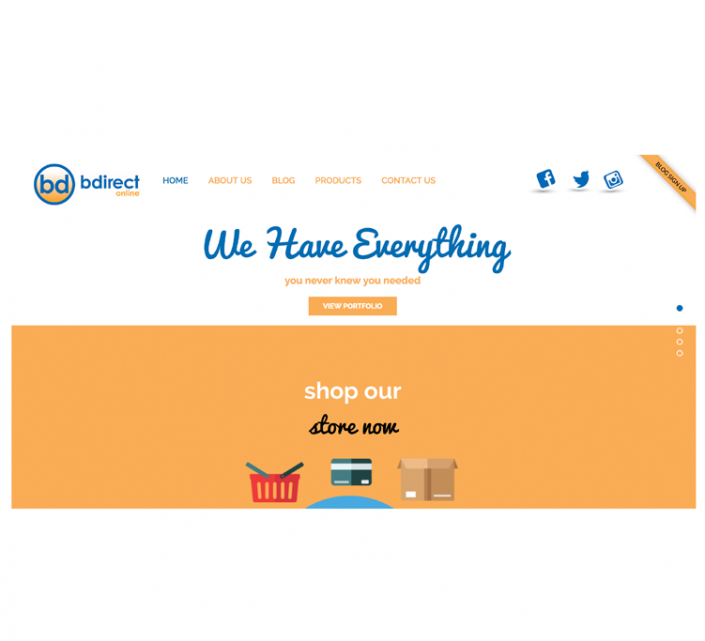 bd bdirect
online
HOME ABOUT US BLOG PRODUCTS CONTACT US
BLOG SIGN UP
We Have Everything
you never knew you needed
VIEW PORTFOLIO
shop our
store now